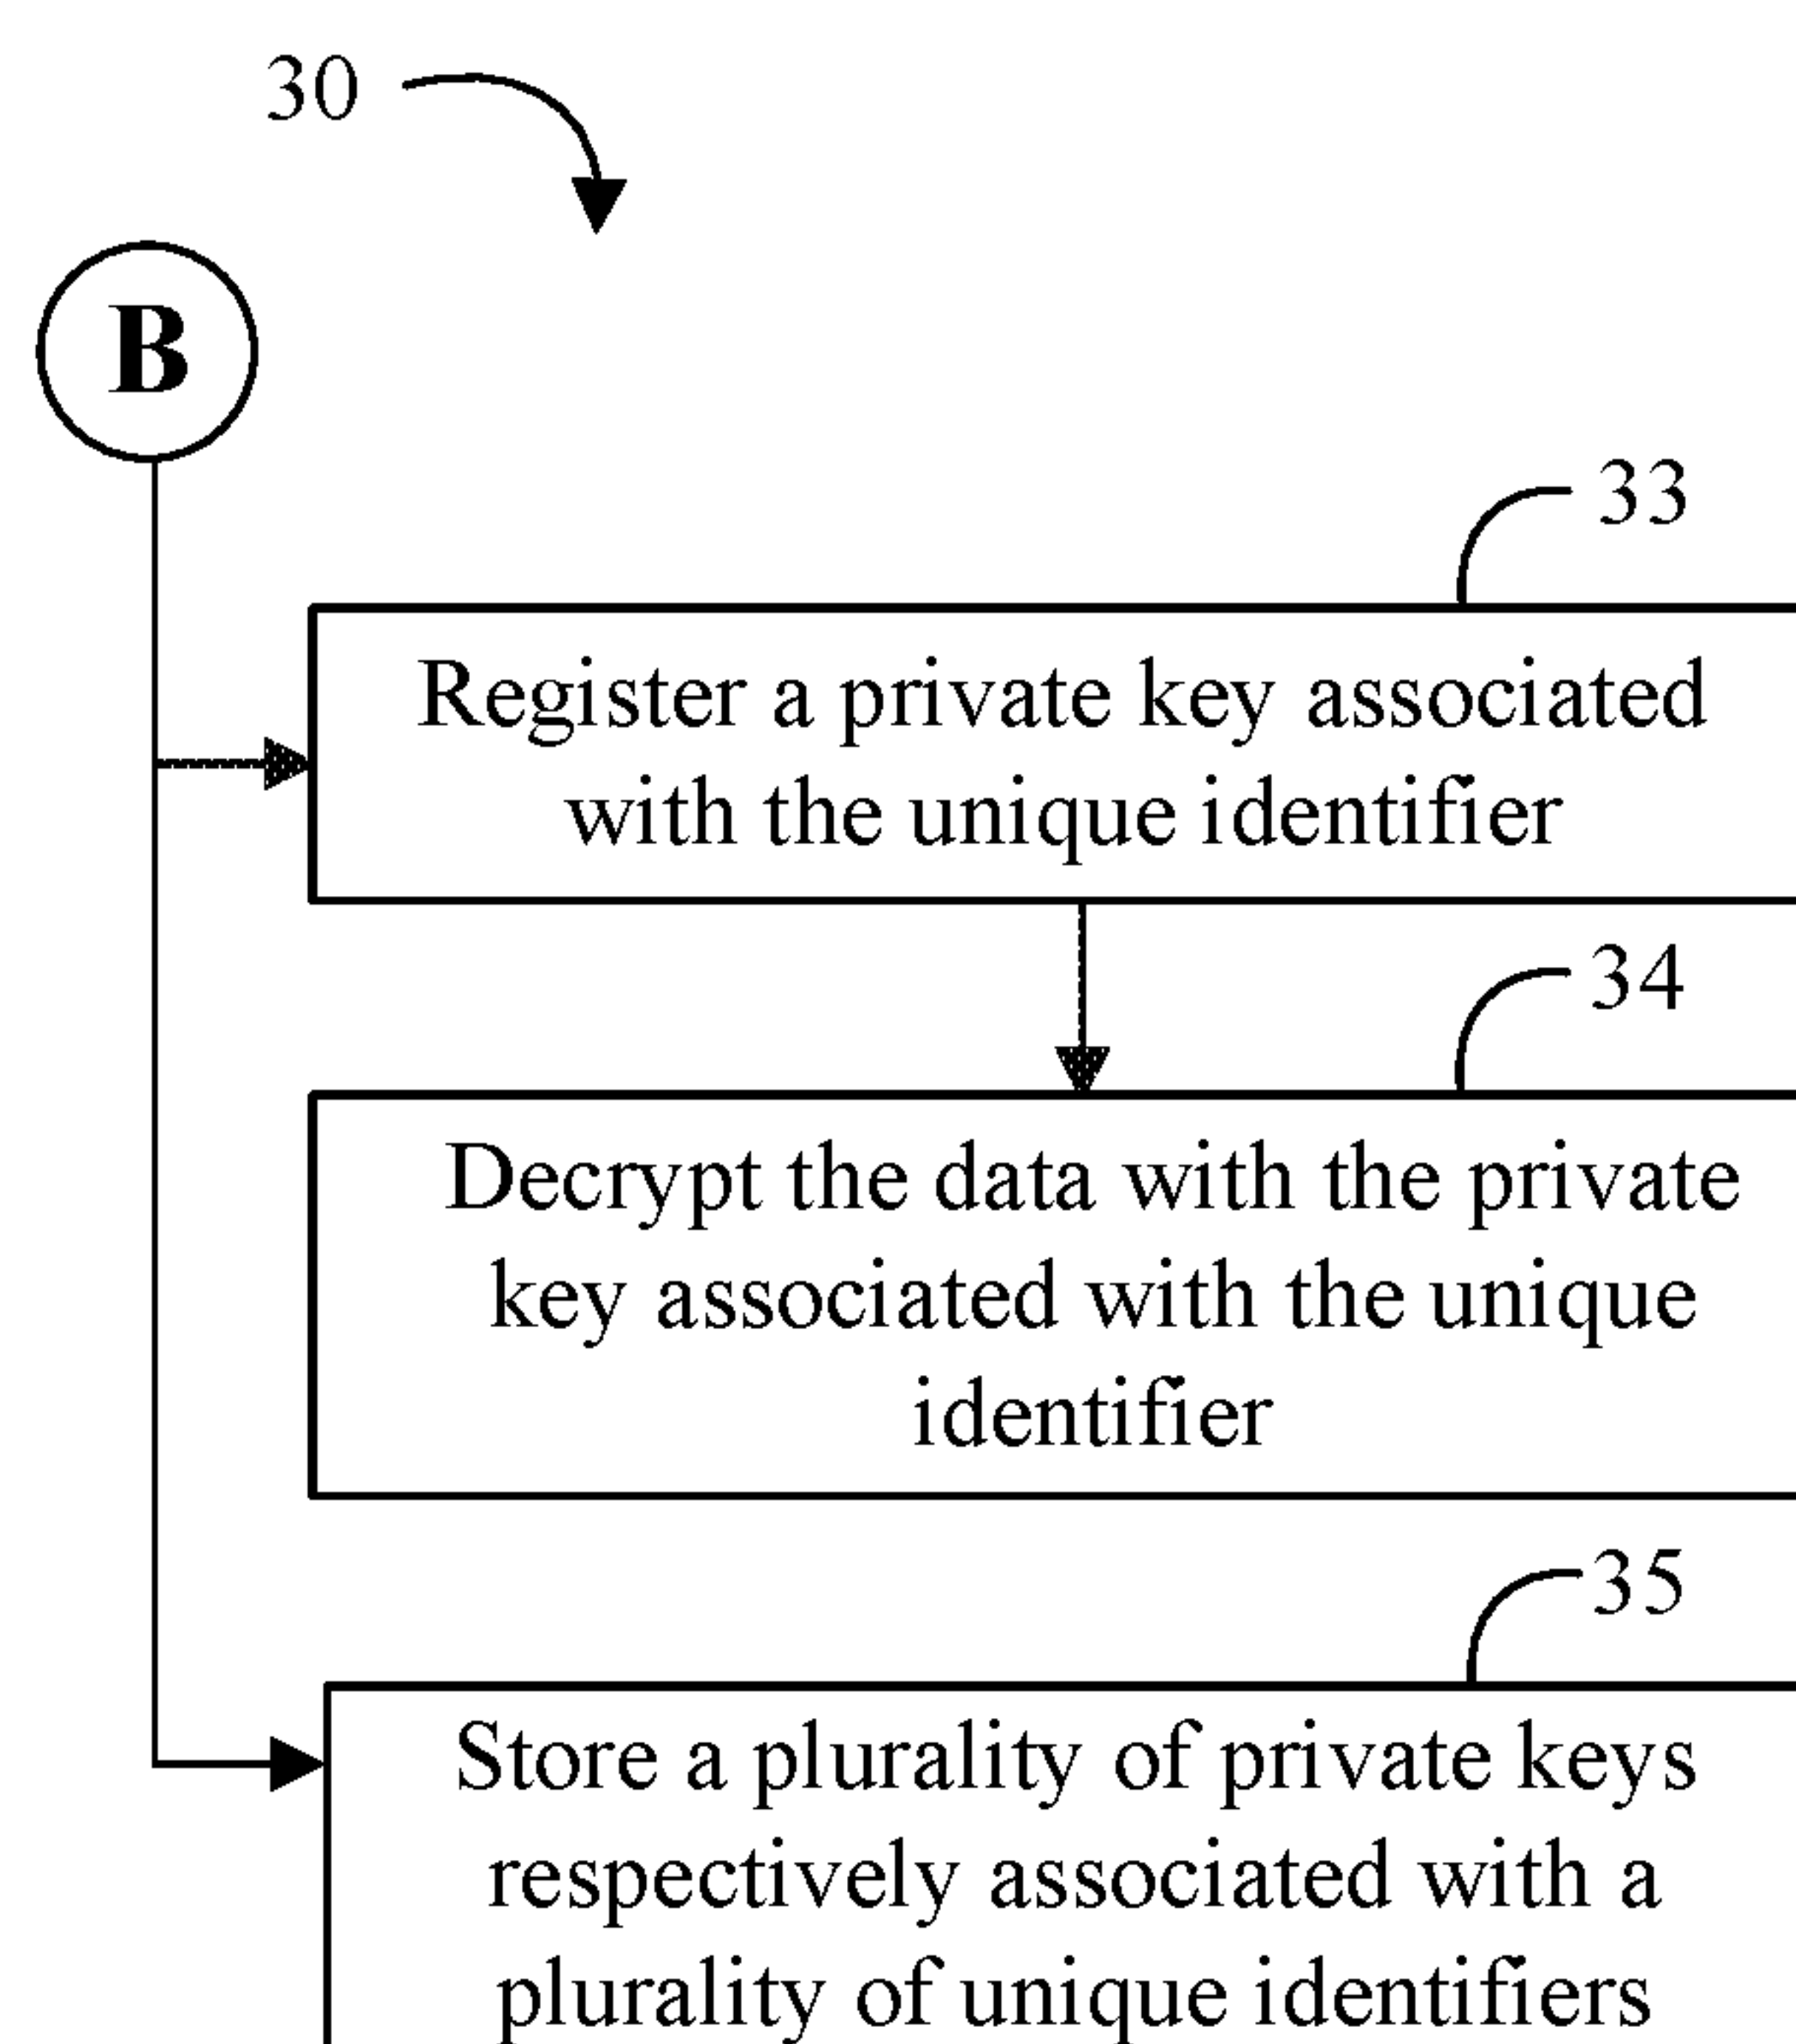 30
B
33
Register a private key associated
with the unique identifier
34
Decrypt the data with the private
key associated with the unique
identifier
35
Store a plurality of private keys
respectively associated with a
plurality of unique identifiers